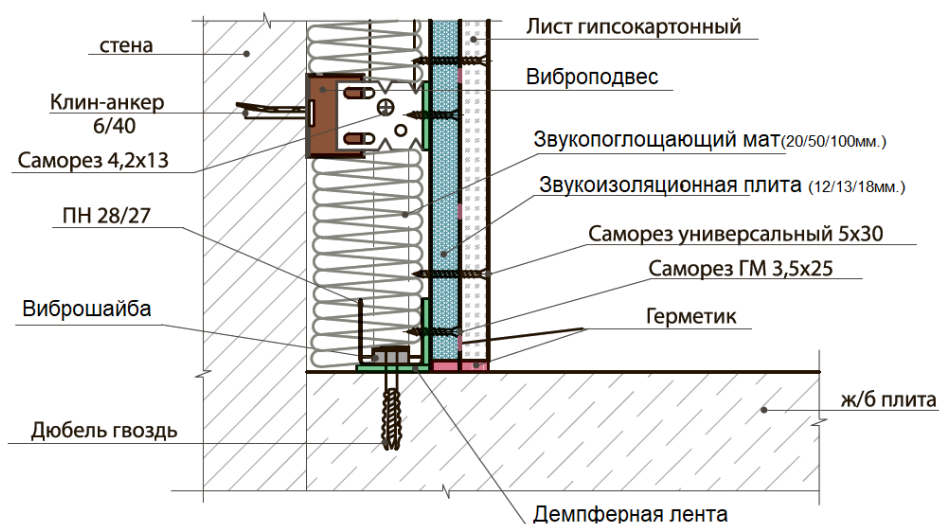 стена
Клин-анкер
6/40
Саморез 4,2х13
ПН 28/27
Виброшайба
Дюбель гвоздь
Лист гипсокартонный
Виброподвес
Звукопоглощающий мат(20/50/100мм.)
Звукоизоляционная плита (12/13/18мм.)
Саморез универсальный 5х30
Саморез ГМ 3,5х25
Герметик
ж/б плита
Демпферная лента